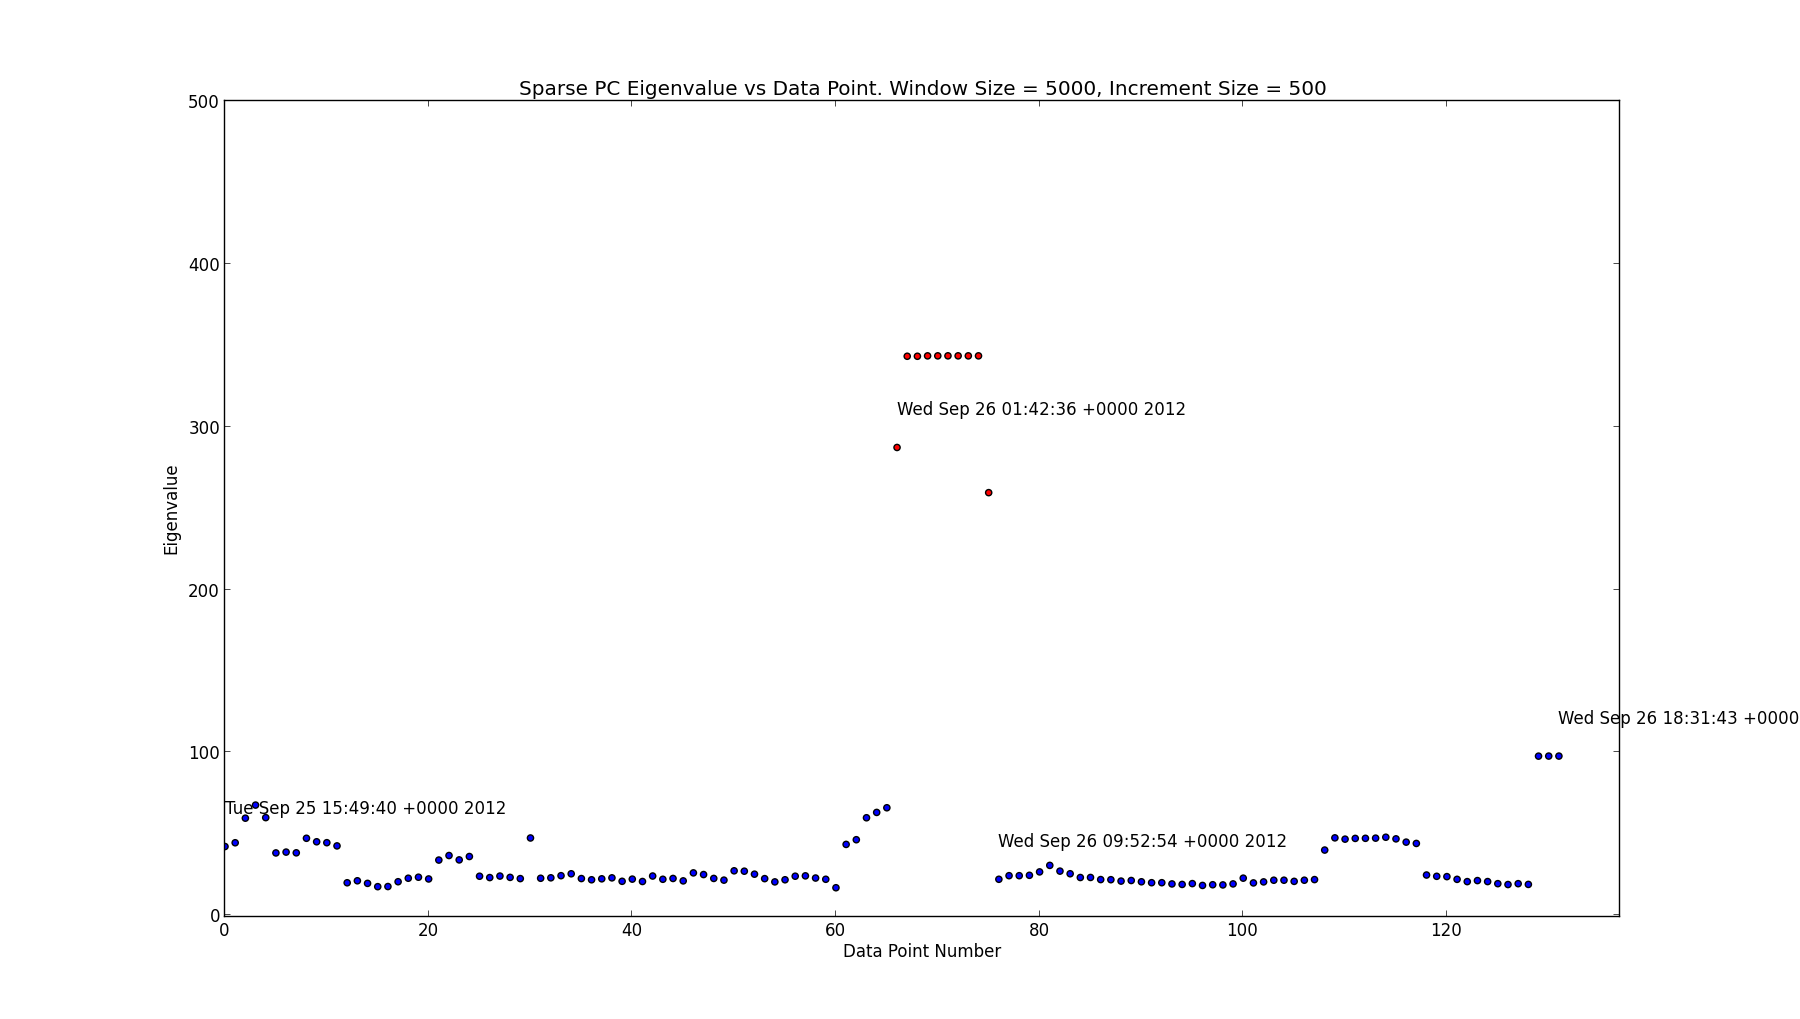 Sparse PC Eigenvalue vs Data Point. Window Size = 5000, Increment Size = 500
500
400
300
200
100
0
Eigenvalue
Wed Sep 26 01:42:36 +0000 2012
Wed Sep 26 18:31:43 +0000
Tue Sep 25 15:49:40 +0000 2012
Wed Sep 26 09:52:54 +0000 2012
0 20 40 60 80 100 120
Data Point Number